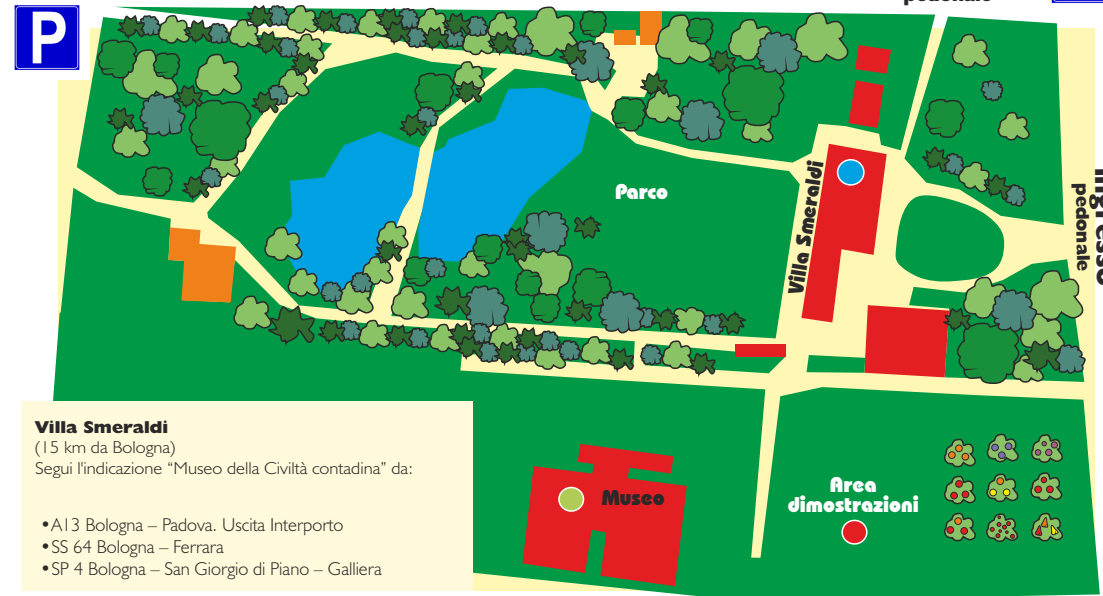 pedonale
P
Parco
Villa Smeraldi
Ingresso
pedonale
Villa Smeraldi
(15 km da Bologna)
Segui l'indicazione “Museo della Civiltà contadina” da:
•A13 Bologna – Padova. Uscita Interporto
•SS 64 Bologna – Ferrara
•SP 4 Bologna – San Giorgio di Piano – Galliera
Museo
Area
dimostrazioni